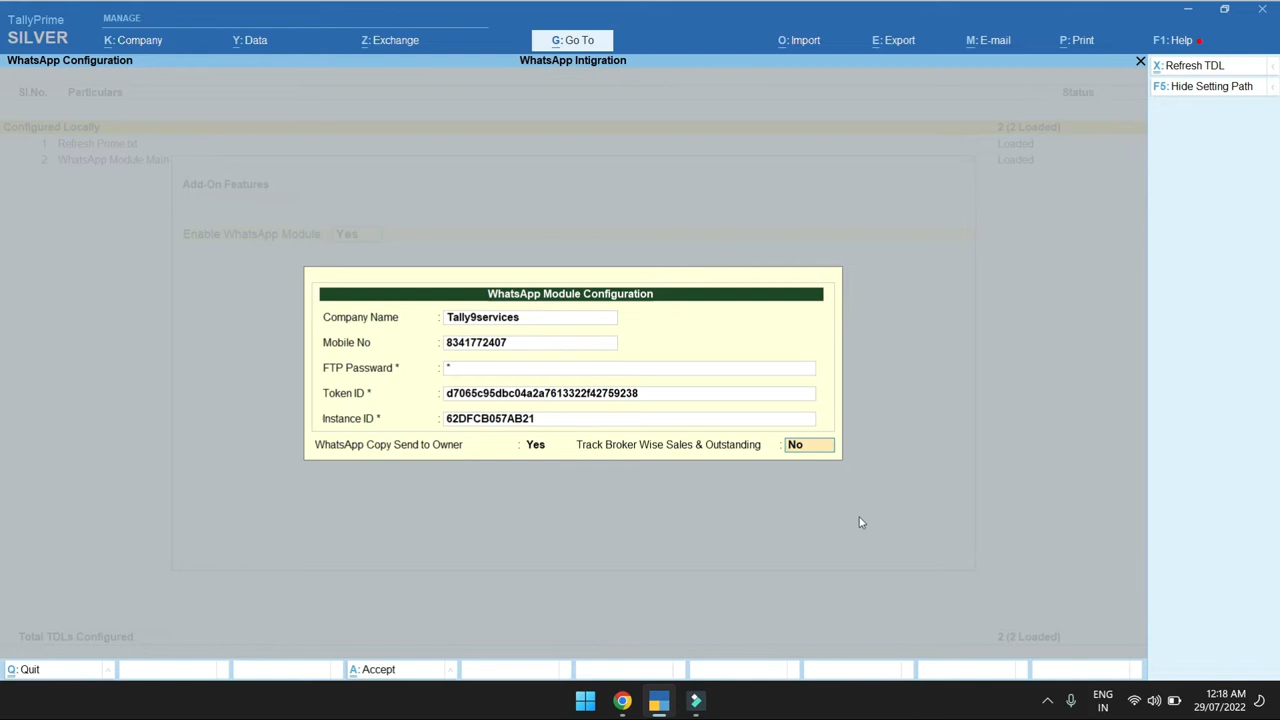 TallyPrime
SILVER
MANAGE
K: Company
Y: Data
Z: Exchange
G: Go To
O: Import
E: Export
M: E-mail
P: Print
F1: Help
WhatsApp Configuration
WhatsApp Intigration
X: Refresh TDL
F5: Hide Setting Path
Sl.No. Particulars Status
Configured Locally 2 (2 Loaded)
1 Refresh Prime.txt Loaded
2 WhatsApp Module Main Loaded
Add-On Features
Enable WhatsApp Module : Yes
WhatsApp Module Configuration
Company Name : Tally9services
Mobile No : 8341772407
FTP Password * : *
Token ID * : d7065c95dbc04a2a7613322f42759238
Instance ID * : 62DFCB057AB21
WhatsApp Copy Send to Owner : Yes Track Broker Wise Sales & Outstanding : No
Total TDLs Configured 2 (2 Loaded)
Q: Quit
A: Accept
ENG
IN
12:18 AM
29/07/2022